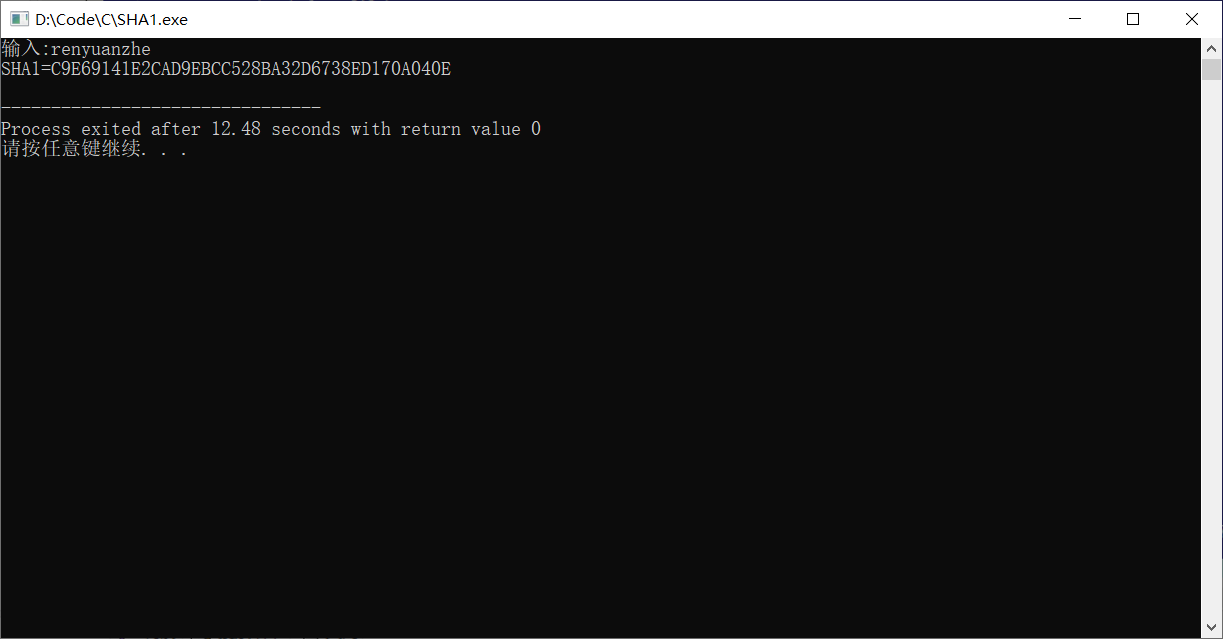 D:\Code\C\SHA1.exe
输入:renyuanzhe
SHA1=C9E69141E2CAD9EBCC528BA32D6738ED170A040E
--------------------------------
Process exited after 12.48 seconds with return value 0
请按任意键继续. . .